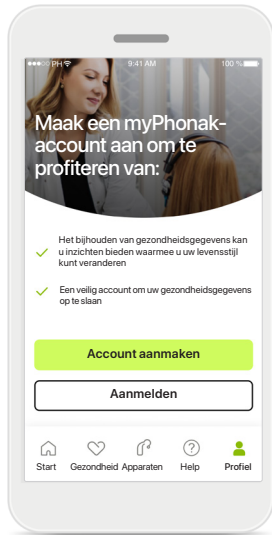 PH
9:41 AM
100 %
Maak een myPhonak-
account aan om te
profiteren van:
Het bijhouden van gezondheidsgegevens kan
u inzichten bieden waarmee u uw levensstijl
kunt veranderen
Een veilig account om uw gezondheidsgegevens
op te slaan
Account aanmaken
Aanmelden
Start Gezondheid Apparaten Help Profiel